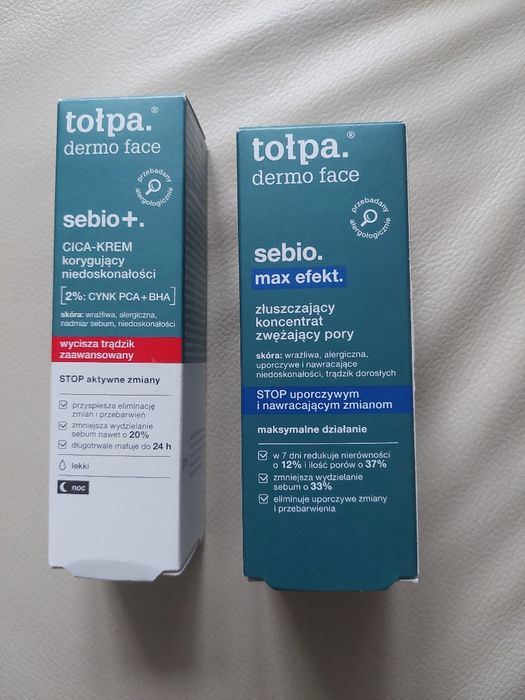 tołpa.®
dermo face
przebadany
alergologicznie
sebio+.
CICA-KREM
korygujący
niedoskonałości
[2%: CYNK PCA+BHA]
skóra: wrażliwa, alergiczna,
nadmiar sebum, niedoskonałości
wycisza trądzik
zaawansowany
STOP aktywne zmiany
przyspiesza eliminację
zmian i przebarwień
zmniejsza wydzielanie
sebum nawet o 20%
długotrwale matuje do 24 h
lekki
noc
tołpa.®
dermo face
przebadany
alergologicznie
sebio.
max efekt.
złuszczający
koncentrat
zwężający pory
skóra: wrażliwa, alergiczna,
uporczywe i nawracające
niedoskonałości, trądzik dorosłych
STOP uporczywym
i nawracającym zmianom
maksymalne działanie
w 7 dni redukuje nierówności
o 12% i ilość porów o 37%
zmniejsza wydzielanie
sebum o 33%
eliminuje uporczywe zmiany
i przebarwienia